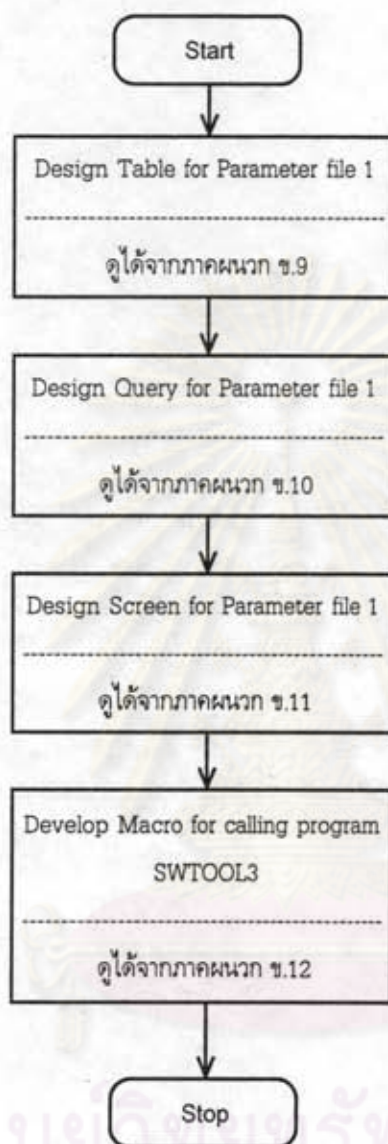 Start
Design Table for Parameter file 1
ดูได้จากภาคผนวก ข.9
Design Query for Parameter file 1
ดูได้จากภาคผนวก ข.10
Design Screen for Parameter file 1
ดูได้จากภาคผนวก ข.11
Develop Macro for calling program
SWTOOL3
ดูได้จากภาคผนวก ข.12
Stop